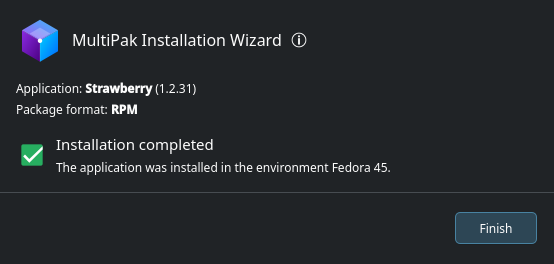 MultiPak Installation Wizard
Application: Strawberry (1.2.31)
Package format: RPM
Installation completed
The application was installed in the environment Fedora 45.
Finish